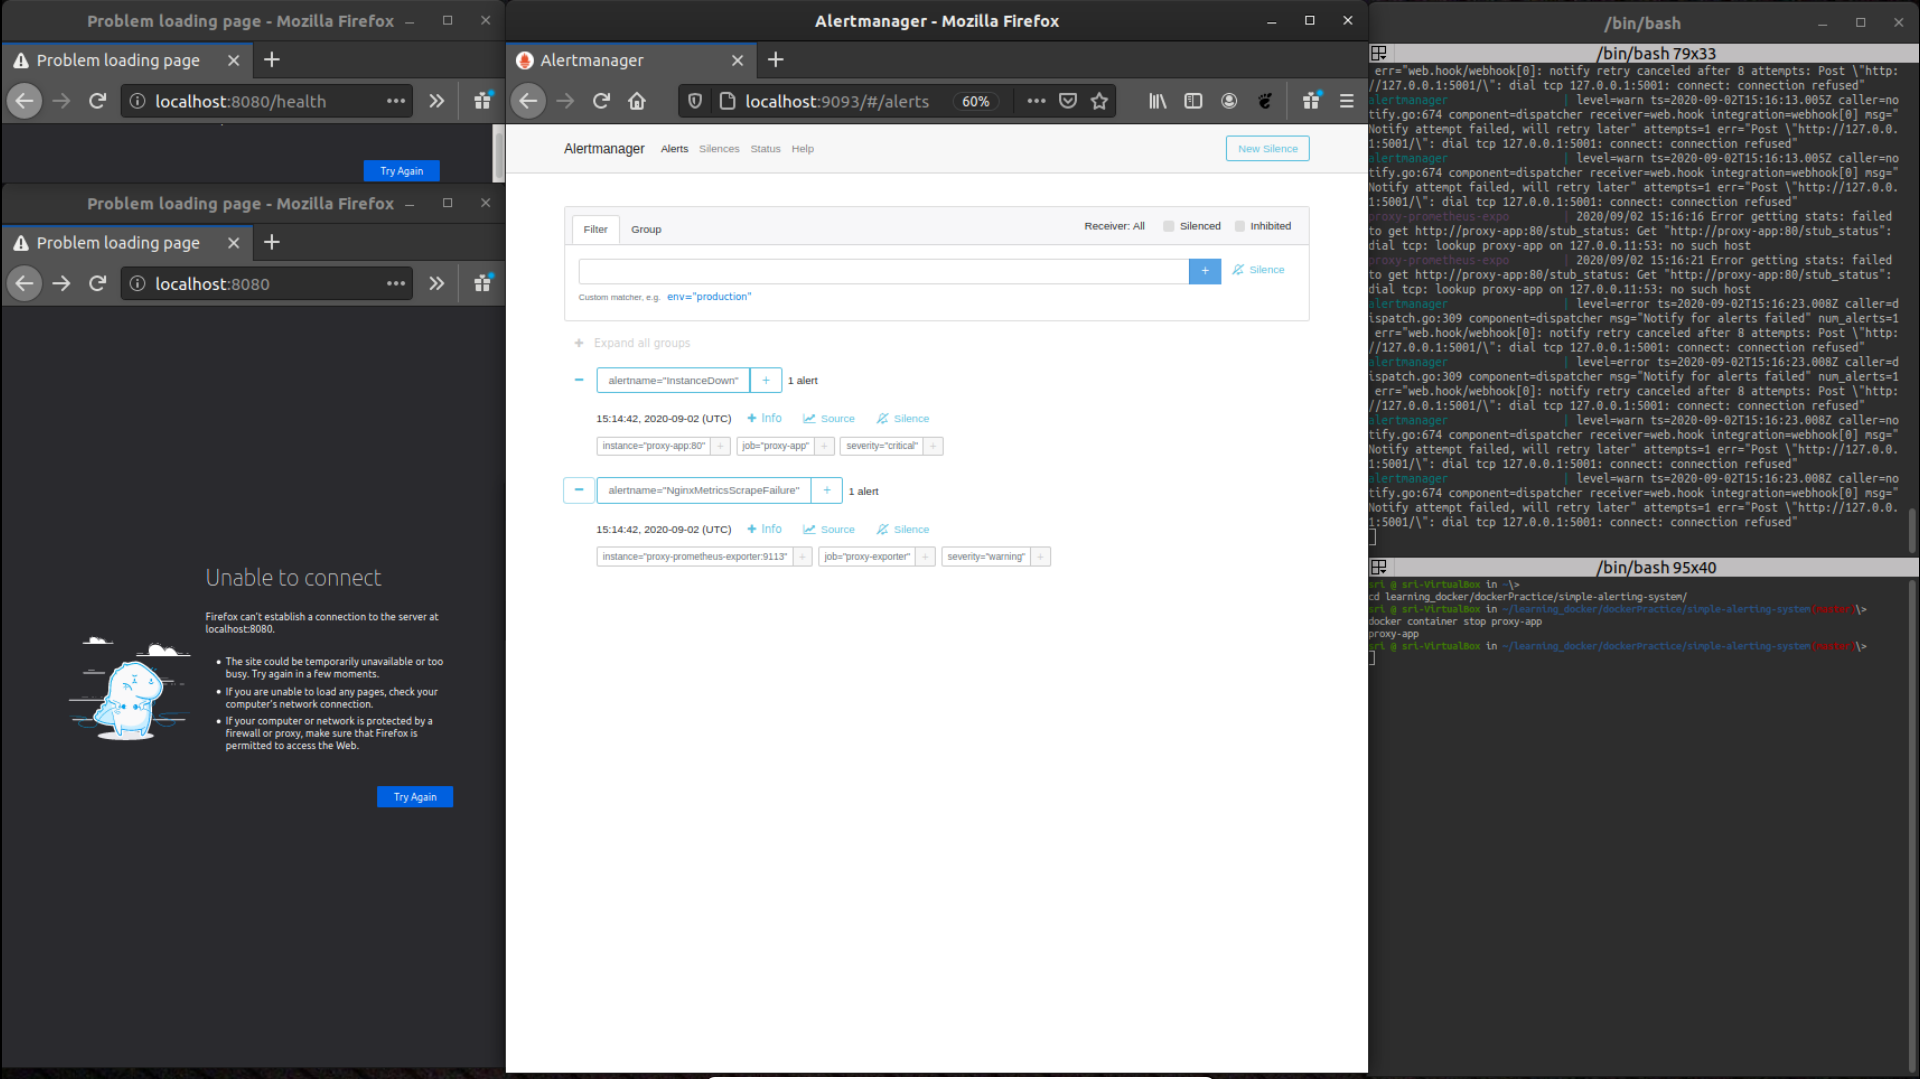 Problem loading page - Mozilla Firefox
Problem loading page
localhost:8080/health
Try Again
Problem loading page - Mozilla Firefox
Problem loading page
localhost:8080
Unable to connect
Firefox can't establish a connection to the server at
localhost:8080.
The site could be temporarily unavailable or too
busy. Try again in a few moments.
If you are unable to load any pages, check your
computer's network connection.
If your computer or network is protected by a
firewall or proxy, make sure that Firefox is
permitted to access the Web.
Try Again
Alertmanager - Mozilla Firefox
Alertmanager
localhost:9093/#/alerts 60%
Alertmanager Alerts Silences Status Help New Silence
Filter Group Receiver: All Silenced Inhibited
+ Silence
Custom matcher, e.g. env="production"
+ Expand all groups
- alertname="InstanceDown" + 1 alert
15:14:42, 2020-09-02 (UTC) + Info Source Silence
instance="proxy-app:80" + job="proxy-app" + severity="critical" +
- alertname="NginxMetricsScrapeFailure" + 1 alert
15:14:42, 2020-09-02 (UTC) + Info Source Silence
instance="proxy-prometheus-exporter:9113" + job="proxy-exporter" + severity="warning" +
/bin/bash
/bin/bash 79x33
err="web.hook/webhook[0]: notify retry canceled after 8 attempts: Post \"http:
//127.0.0.1:5001/\": dial tcp 127.0.0.1:5001: connect: connection refused"
alertmanager | level=warn ts=2020-09-02T15:16:13.005Z caller=no
tify.go:674 component=dispatcher receiver=web.hook integration=webhook[0] msg="
Notify attempt failed, will retry later" attempts=1 err="Post \"http://127.0.0.
1:5001/\": dial tcp 127.0.0.1:5001: connect: connection refused"
alertmanager | level=warn ts=2020-09-02T15:16:13.005Z caller=no
tify.go:674 component=dispatcher receiver=web.hook integration=webhook[0] msg="
Notify attempt failed, will retry later" attempts=1 err="Post \"http://127.0.0.
1:5001/\": dial tcp 127.0.0.1:5001: connect: connection refused"
proxy-prometheus-expo | 2020/09/02 15:16:16 Error getting stats: failed
to get http://proxy-app:80/stub_status: Get "http://proxy-app:80/stub_status":
dial tcp: lookup proxy-app on 127.0.0.11:53: no such host
proxy-prometheus-expo | 2020/09/02 15:16:21 Error getting stats: failed
to get http://proxy-app:80/stub_status: Get "http://proxy-app:80/stub_status":
dial tcp: lookup proxy-app on 127.0.0.11:53: no such host
alertmanager | level=error ts=2020-09-02T15:16:23.008Z caller=d
ispatch.go:309 component=dispatcher msg="Notify for alerts failed" num_alerts=1
err="web.hook/webhook[0]: notify retry canceled after 8 attempts: Post \"http:
//127.0.0.1:5001/\": dial tcp 127.0.0.1:5001: connect: connection refused"
alertmanager | level=error ts=2020-09-02T15:16:23.008Z caller=d
ispatch.go:309 component=dispatcher msg="Notify for alerts failed" num_alerts=1
err="web.hook/webhook[0]: notify retry canceled after 8 attempts: Post \"http:
//127.0.0.1:5001/\": dial tcp 127.0.0.1:5001: connect: connection refused"
alertmanager | level=warn ts=2020-09-02T15:16:23.008Z caller=no
tify.go:674 component=dispatcher receiver=web.hook integration=webhook[0] msg="
Notify attempt failed, will retry later" attempts=1 err="Post \"http://127.0.0.
1:5001/\": dial tcp 127.0.0.1:5001: connect: connection refused"
alertmanager | level=warn ts=2020-09-02T15:16:23.008Z caller=no
tify.go:674 component=dispatcher receiver=web.hook integration=webhook[0] msg="
Notify attempt failed, will retry later" attempts=1 err="Post \"http://127.0.0.
1:5001/\": dial tcp 127.0.0.1:5001: connect: connection refused"
/bin/bash 95x40
sri @ sri-VirtualBox in ~\>
cd learning_docker/dockerPractice/simple-alerting-system/
sri @ sri-VirtualBox in ~/learning_docker/dockerPractice/simple-alerting-system(master)\>
docker container stop proxy-app
proxy-app
sri @ sri-VirtualBox in ~/learning_docker/dockerPractice/simple-alerting-system(master)\>